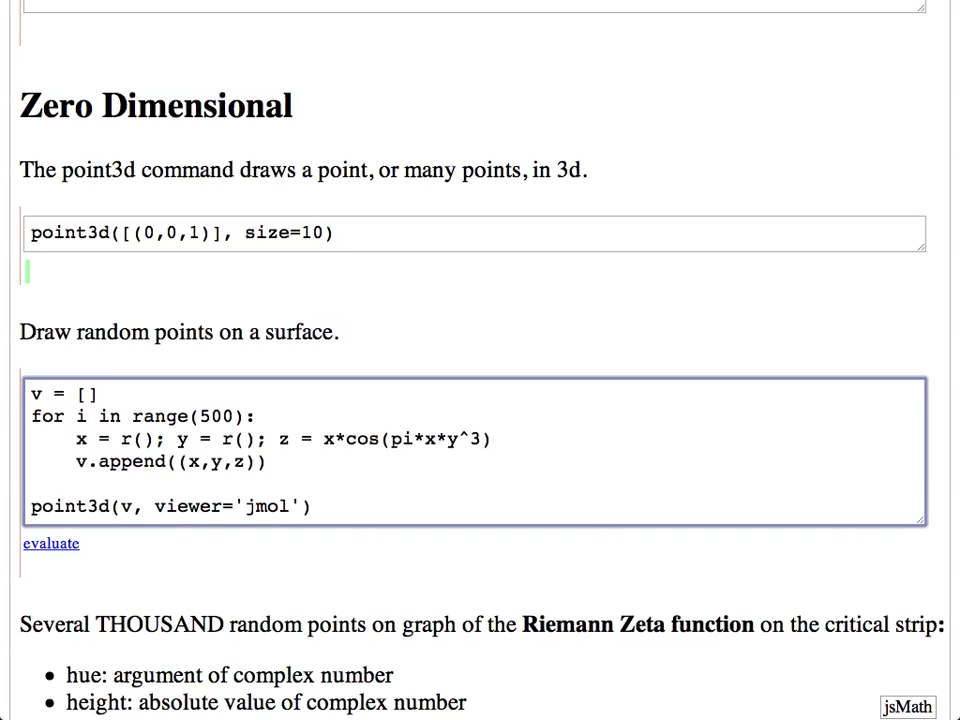 Zero Dimensional
The point3d command draws a point, or many points, in 3d.
point3d([(0,0,1)], size=10)
Draw random points on a surface.
v = []
for i in range(500):
    x = r(); y = r(); z = x*cos(pi*x*y^3)
    v.append((x,y,z))
point3d(v, viewer='jmol')
evaluate
Several THOUSAND random points on graph of the Riemann Zeta function on the critical strip:
• hue: argument of complex number
• height: absolute value of complex number
jsMath